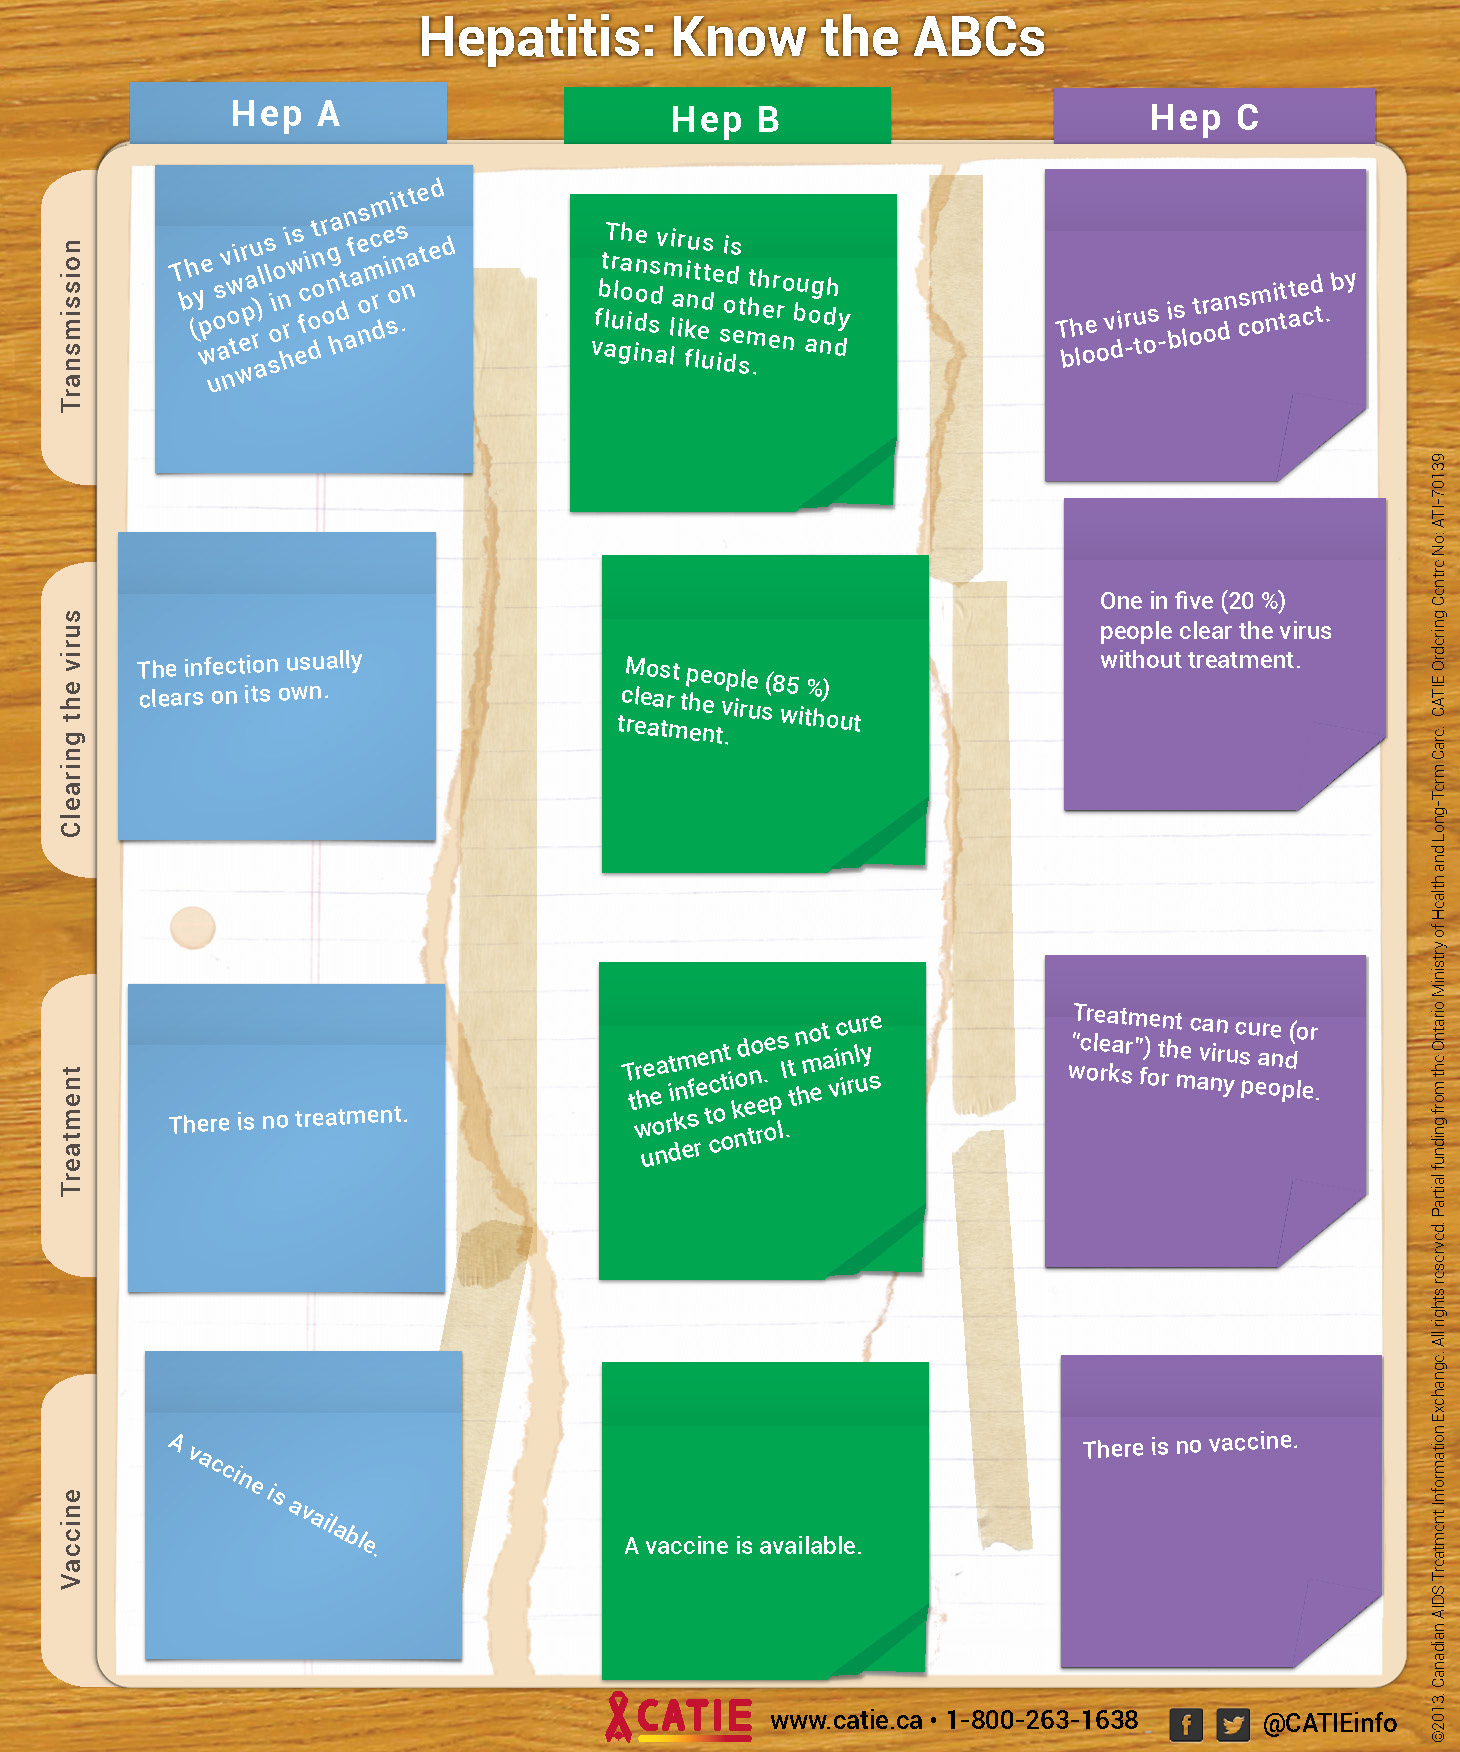 Hepatitis: Know the ABCs
Hep A
Hep B
Hep C
Transmission
The virus is transmitted
by swallowing feces
(poop) in contaminated
water or food or on
unwashed hands.
The virus is
transmitted through
blood and other body
fluids like semen and
vaginal fluids.
The virus is transmitted by
blood-to-blood contact.
Clearing the virus
The infection usually
clears on its own.
Most people (85 %)
clear the virus without
treatment.
One in five (20 %)
people clear the virus
without treatment.
Treatment
There is no treatment.
Treatment does not cure
the infection.  It mainly
works to keep the virus
under control.
Treatment can cure (or
"clear") the virus and
works for many people.
Vaccine
A vaccine is available.
A vaccine is available.
There is no vaccine.
CATIE www.catie.ca • 1-800-263-1638 @CATIEinfo
©2013. Canadian AIDS Treatment Information Exchange. All rights reserved. Partial funding from the Ontario Ministry of Health and Long-Term Care. CATIE Ordering Centre No: ATI-70139